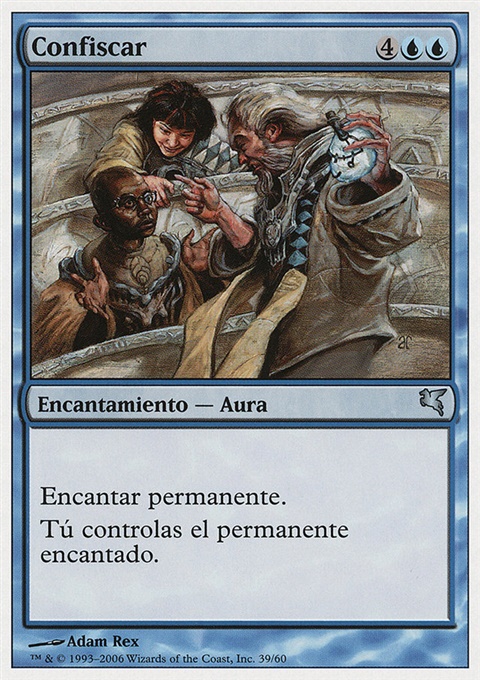 Confiscar 4
Encantamiento — Aura
Encantar permanente.
Tú controlas el permanente
encantado.
Adam Rex
™ & © 1993–2006 Wizards of the Coast, Inc. 39/60